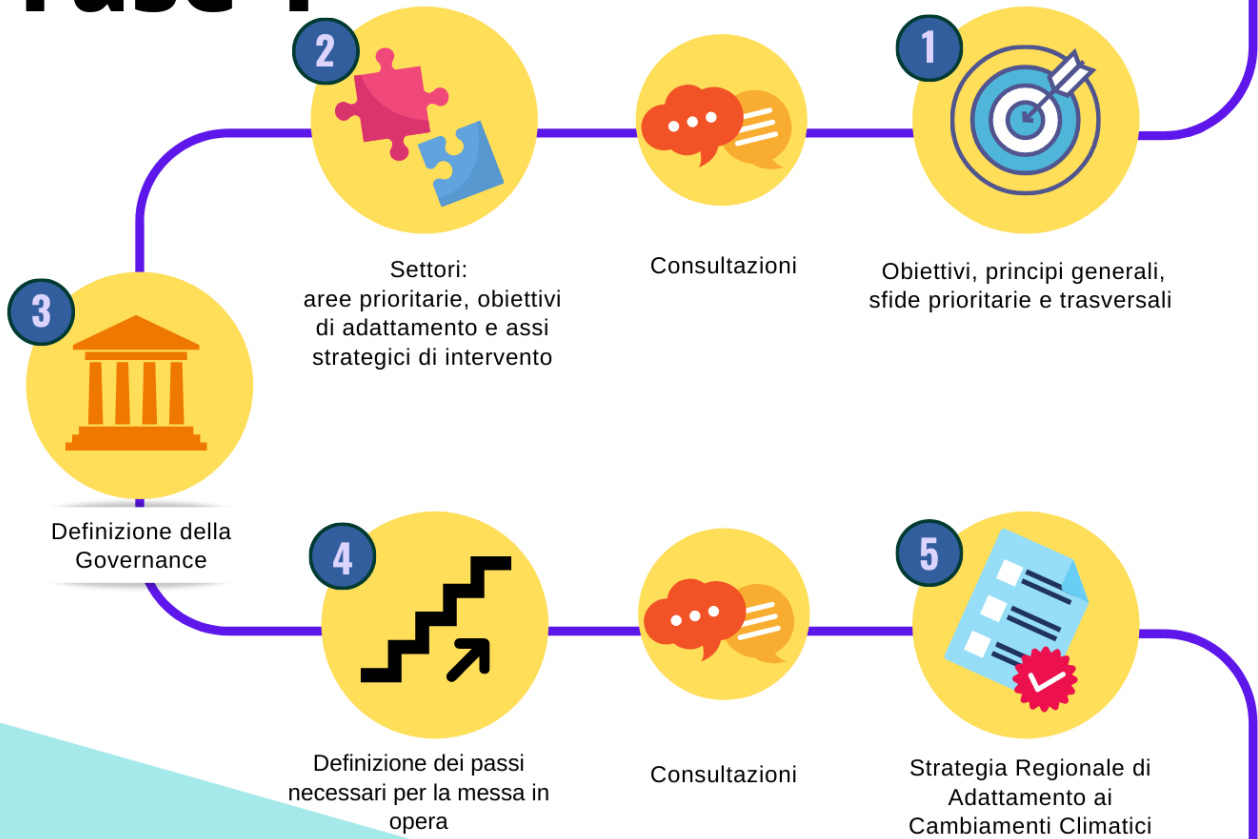 2
1
Settori:
aree prioritarie, obiettivi
di adattamento e assi
strategici di intervento
Consultazioni
Obiettivi, principi generali,
sfide prioritarie e trasversali
3
Definizione della
Governance
4
5
Definizione dei passi
necessari per la messa in
opera
Consultazioni
Strategia Regionale di
Adattamento ai
Cambiamenti Climatici